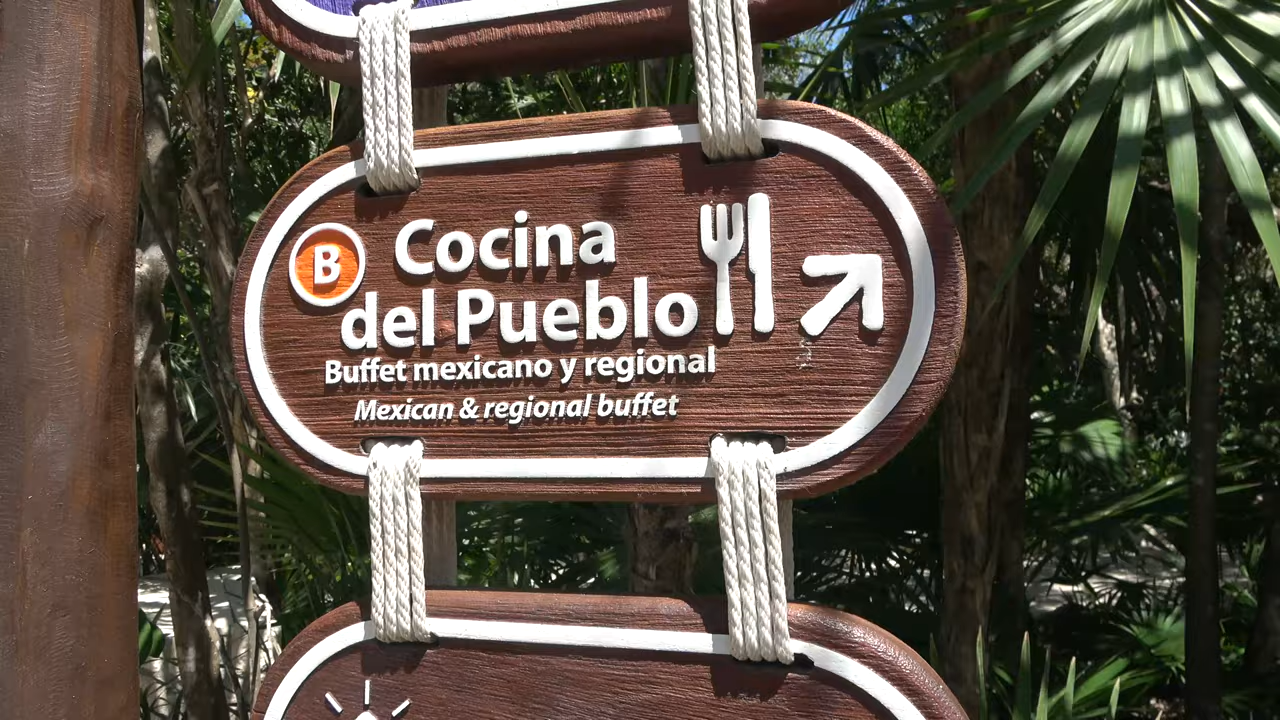 B
Cocina
del Pueblo
Buffet mexicano y regional
Mexican & regional buffet